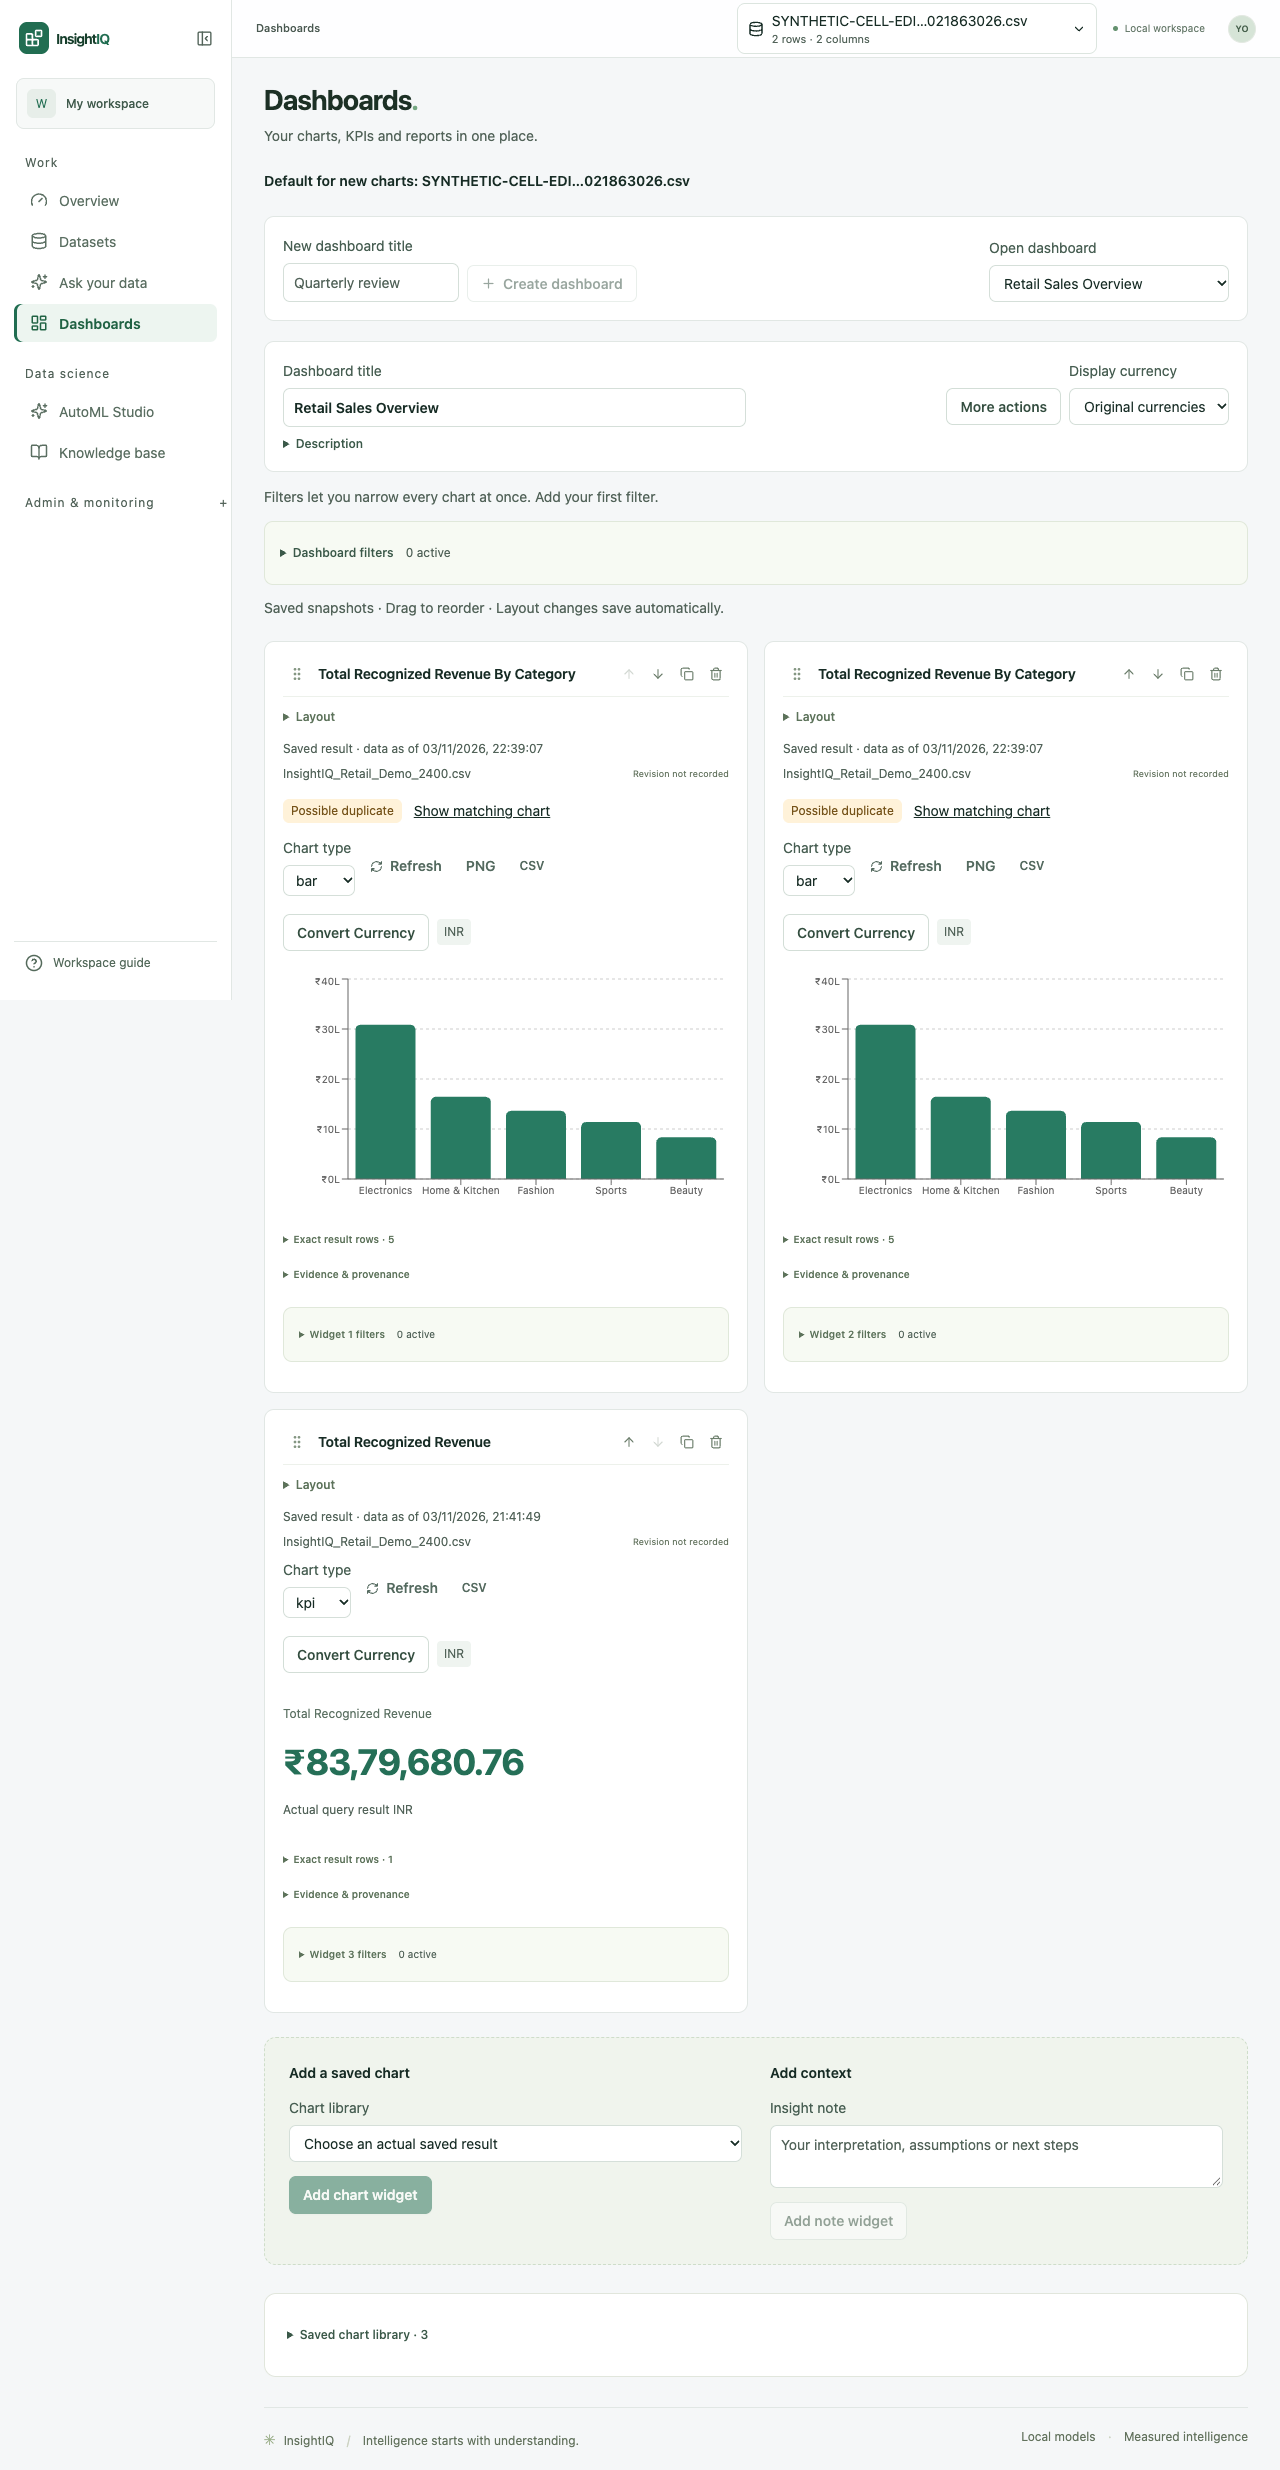 InsightIQ
W My workspace
Work
Overview
Datasets
Ask your data
Dashboards
Data science
AutoML Studio
Knowledge base
Admin & monitoring +
Workspace guide
Dashboards
SYNTHETIC-CELL-EDI...021863026.csv
2 rows · 2 columns
Local workspace
YO
Dashboards.
Your charts, KPIs and reports in one place.
Default for new charts: SYNTHETIC-CELL-EDI...021863026.csv
New dashboard title
Quarterly review
+ Create dashboard
Open dashboard
Retail Sales Overview
Dashboard title
Retail Sales Overview
More actions
Display currency
Original currencies
Description
Filters let you narrow every chart at once. Add your first filter.
Dashboard filters 0 active
Saved snapshots · Drag to reorder · Layout changes save automatically.
Total Recognized Revenue By Category
Layout
Saved result · data as of 03/11/2026, 22:39:07
InsightIQ_Retail_Demo_2400.csv Revision not recorded
Possible duplicate Show matching chart
Chart type
bar
Refresh PNG CSV
Convert Currency INR
₹40L
₹30L
₹20L
₹10L
₹0L
Electronics Home & Kitchen Fashion Sports Beauty
Exact result rows · 5
Evidence & provenance
Widget 1 filters 0 active
Total Recognized Revenue By Category
Layout
Saved result · data as of 03/11/2026, 22:39:07
InsightIQ_Retail_Demo_2400.csv Revision not recorded
Possible duplicate Show matching chart
Chart type
bar
Refresh PNG CSV
Convert Currency INR
₹40L
₹30L
₹20L
₹10L
₹0L
Electronics Home & Kitchen Fashion Sports Beauty
Exact result rows · 5
Evidence & provenance
Widget 2 filters 0 active
Total Recognized Revenue
Layout
Saved result · data as of 03/11/2026, 21:41:49
InsightIQ_Retail_Demo_2400.csv Revision not recorded
Chart type
kpi
Refresh CSV
Convert Currency INR
Total Recognized Revenue
₹83,79,680.76
Actual query result INR
Exact result rows · 1
Evidence & provenance
Widget 3 filters 0 active
Add a saved chart
Chart library
Choose an actual saved result
Add chart widget
Add context
Insight note
Your interpretation, assumptions or next steps
Add note widget
Saved chart library · 3
InsightIQ / Intelligence starts with understanding.
Local models · Measured intelligence